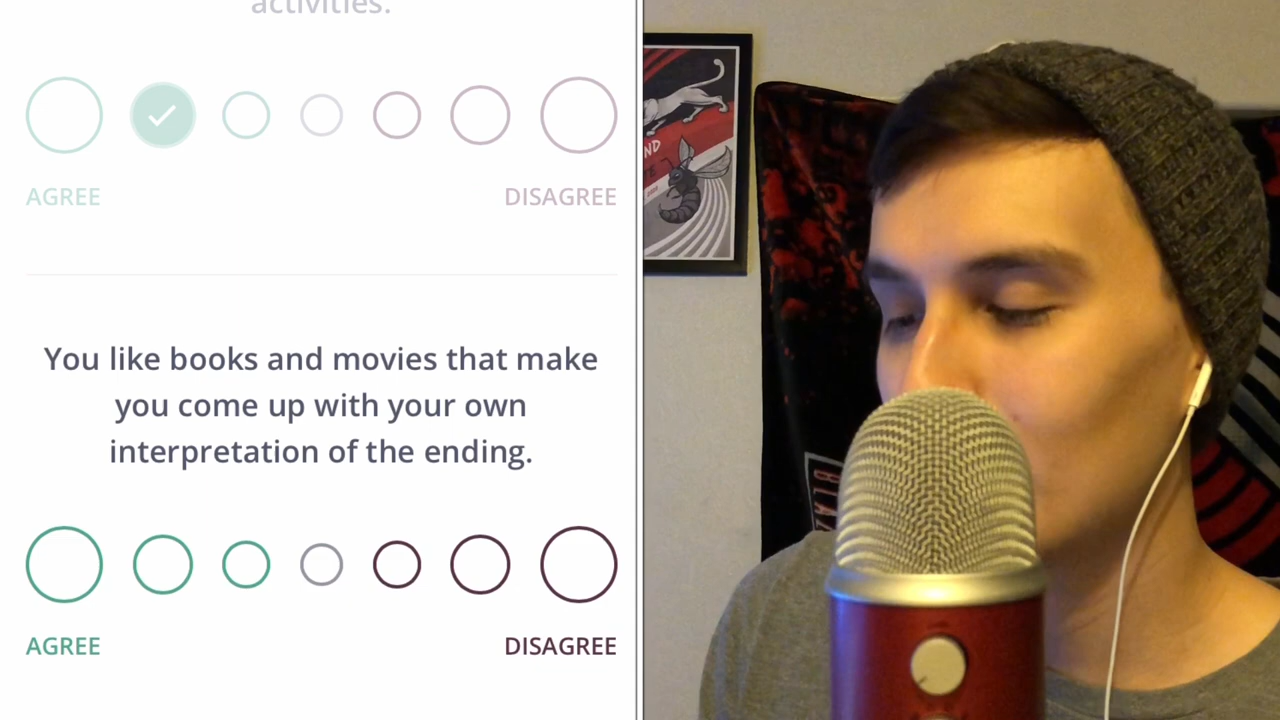 activities.
AGREE
DISAGREE
You like books and movies that make
you come up with your own
interpretation of the ending.
AGREE
DISAGREE
ND